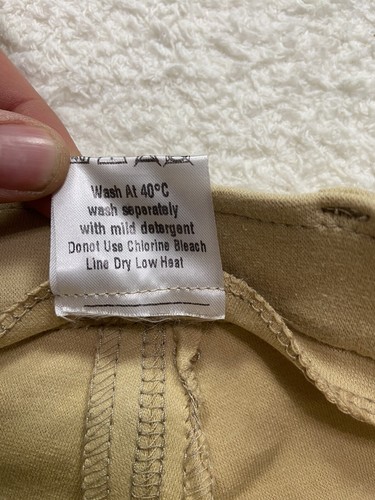 Wash At 40°C
wash seperately
with mild detergent
Donot Use Chlorine Bleach
Line Dry Low Heat